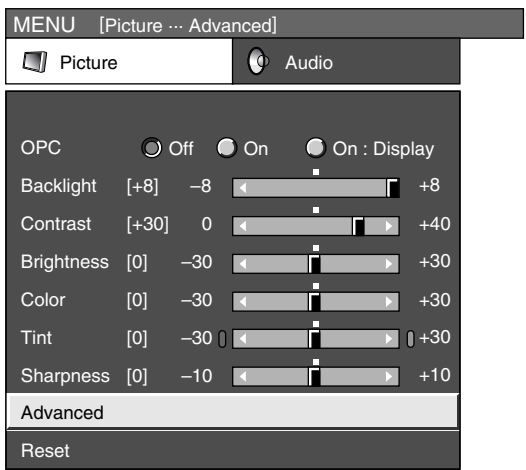 MENU [Picture ··· Advanced]
Picture Audio
OPC Off On On : Display
Backlight [+8] –8 +8
Contrast [+30] 0 +40
Brightness [0] –30 +30
Color [0] –30 +30
Tint [0] –30 +30
Sharpness [0] –10 +10
Advanced
Reset